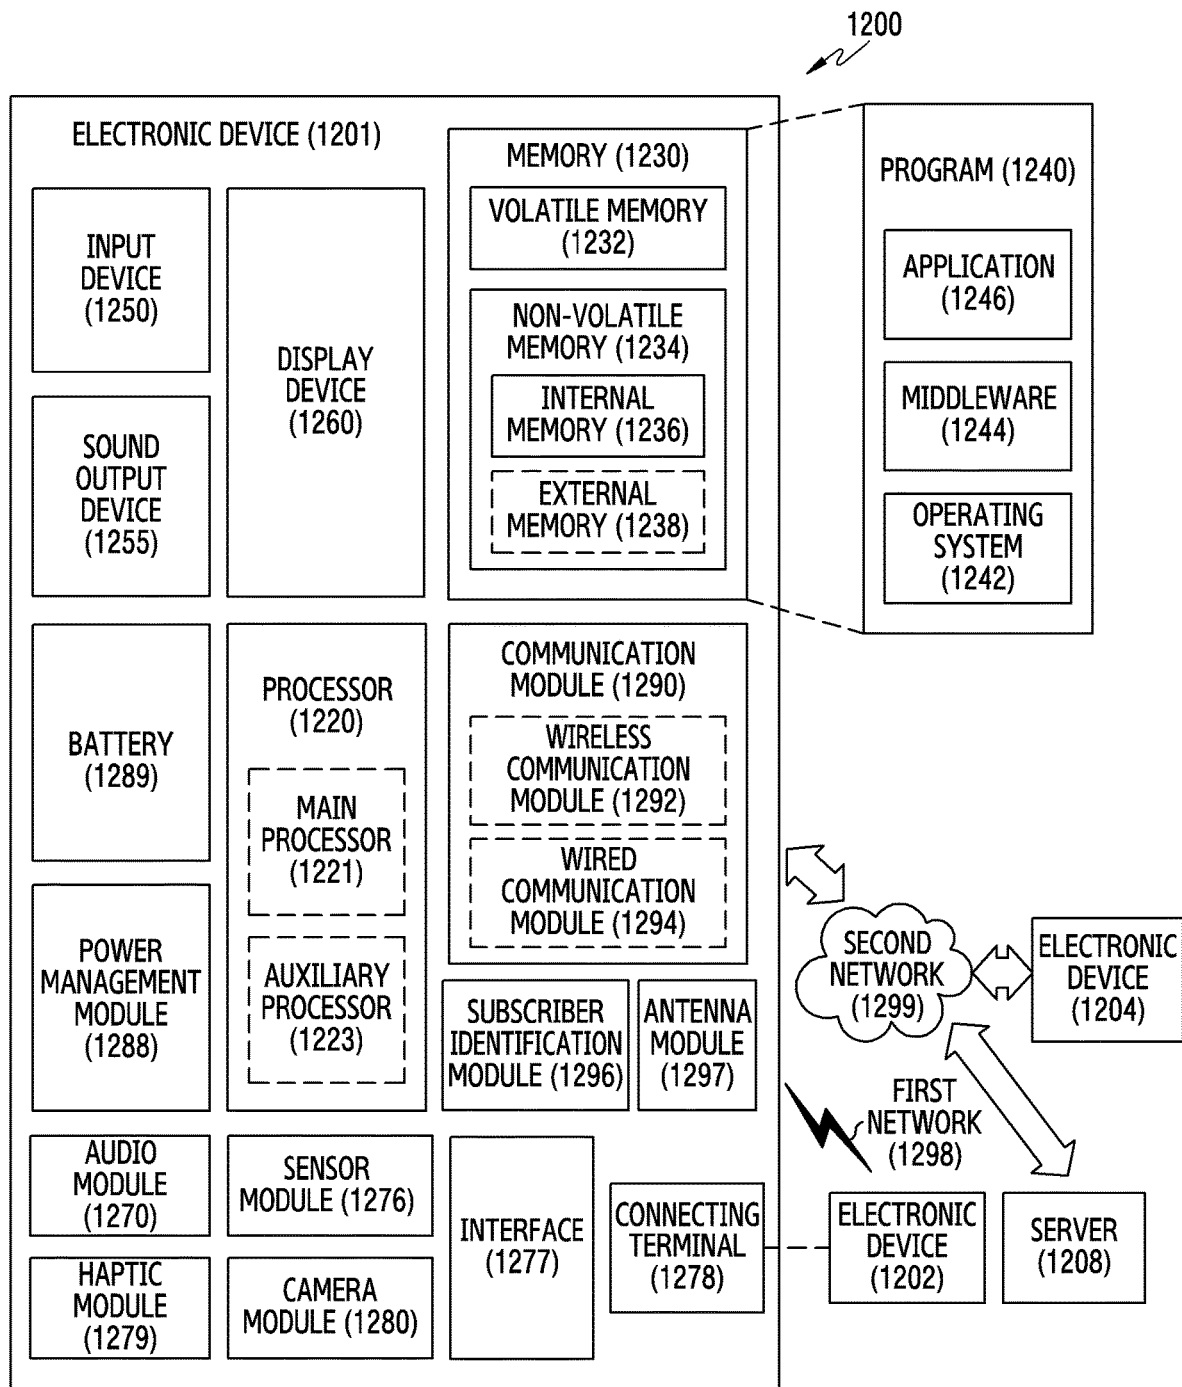 1200
ELECTRONIC DEVICE (1201)
INPUT
DEVICE
(1250)
DISPLAY
DEVICE
(1260)
SOUND
OUTPUT
DEVICE
(1255)
MEMORY (1230)
VOLATILE MEMORY
(1232)
NON-VOLATILE
MEMORY (1234)
INTERNAL
MEMORY (1236)
EXTERNAL
MEMORY (1238)
PROGRAM (1240)
APPLICATION
(1246)
MIDDLEWARE
(1244)
OPERATING
SYSTEM
(1242)
BATTERY
(1289)
POWER
MANAGEMENT
MODULE
(1288)
PROCESSOR
(1220)
MAIN
PROCESSOR
(1221)
AUXILIARY
PROCESSOR
(1223)
COMMUNICATION
MODULE (1290)
WIRELESS
COMMUNICATION
MODULE (1292)
WIRED
COMMUNICATION
MODULE (1294)
SUBSCRIBER
IDENTIFICATION
MODULE (1296)
ANTENNA
MODULE
(1297)
SECOND
NETWORK
(1299)
ELECTRONIC
DEVICE
(1204)
FIRST
NETWORK
(1298)
AUDIO
MODULE
(1270)
SENSOR
MODULE (1276)
HAPTIC
MODULE
(1279)
CAMERA
MODULE (1280)
INTERFACE
(1277)
CONNECTING
TERMINAL
(1278)
ELECTRONIC
DEVICE
(1202)
SERVER
(1208)